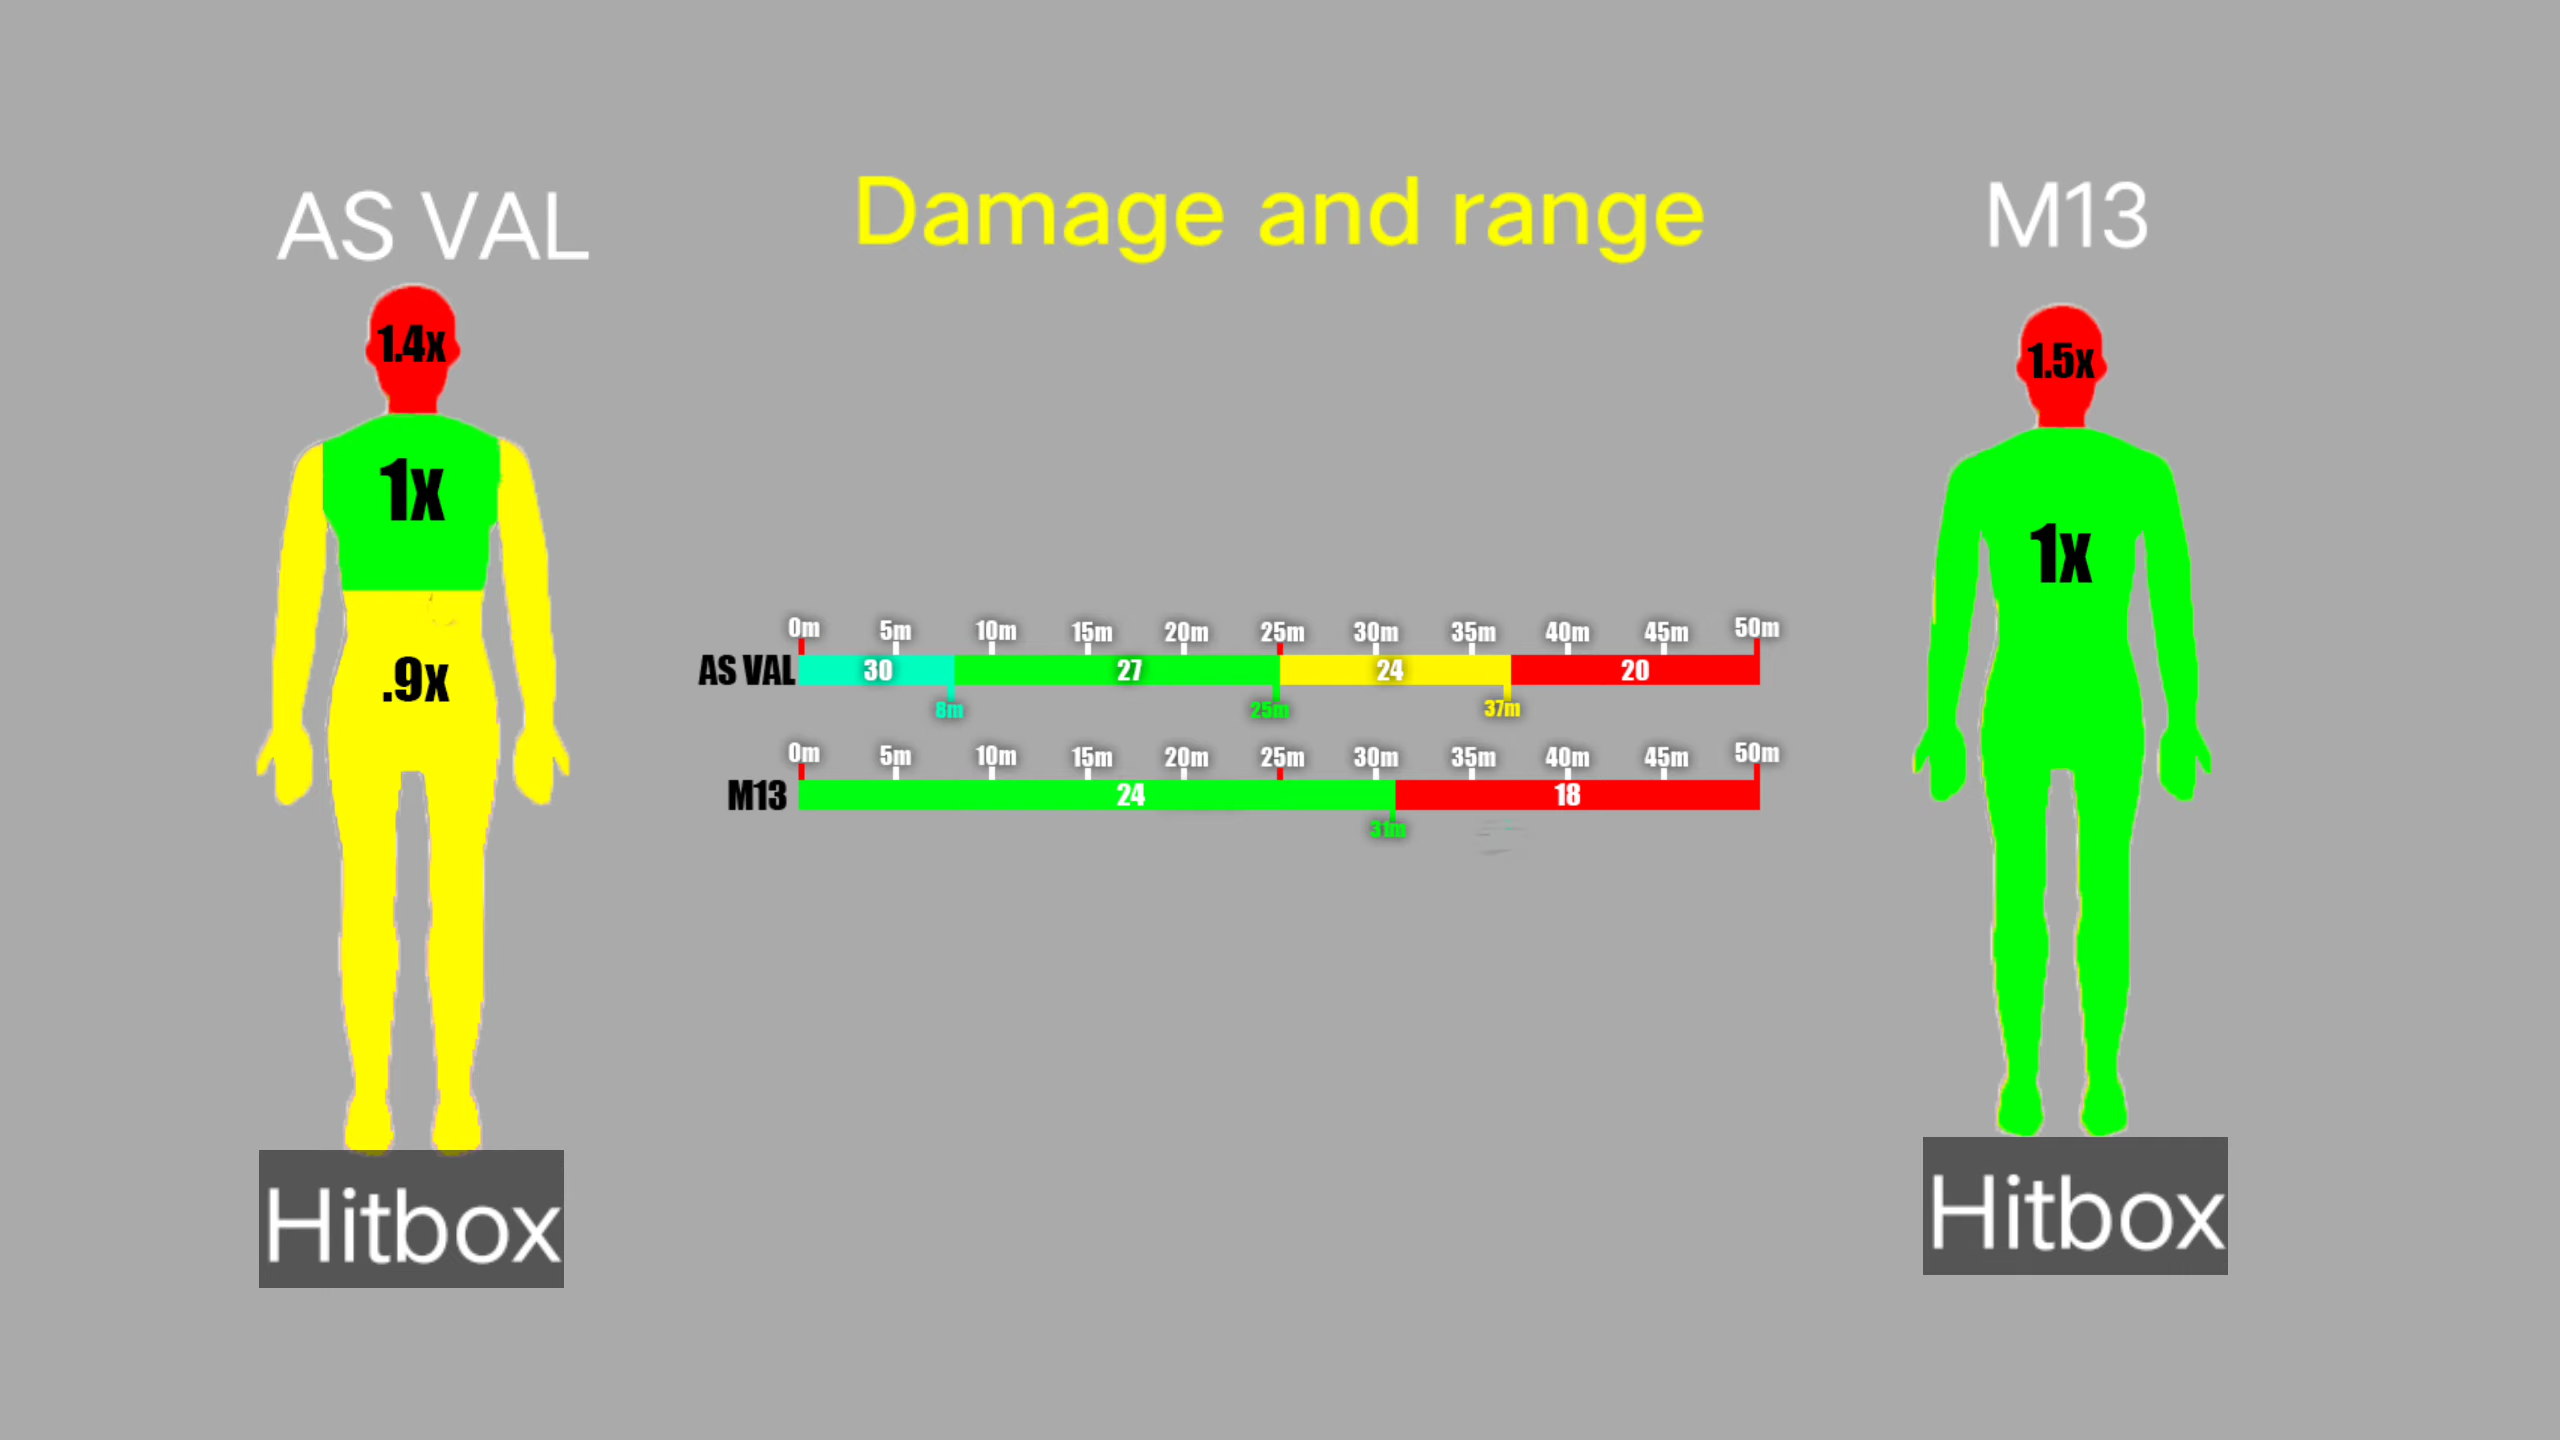 AS VAL
Damage and range
M13
1.4x
1x
.9x
Hitbox
0m 5m 10m 15m 20m 25m 30m 35m 40m 45m 50m
AS VAL 30 27 24 20
8m 25m 37m
0m 5m 10m 15m 20m 25m 30m 35m 40m 45m 50m
M13 24 18
31m
1.5x
1x
Hitbox